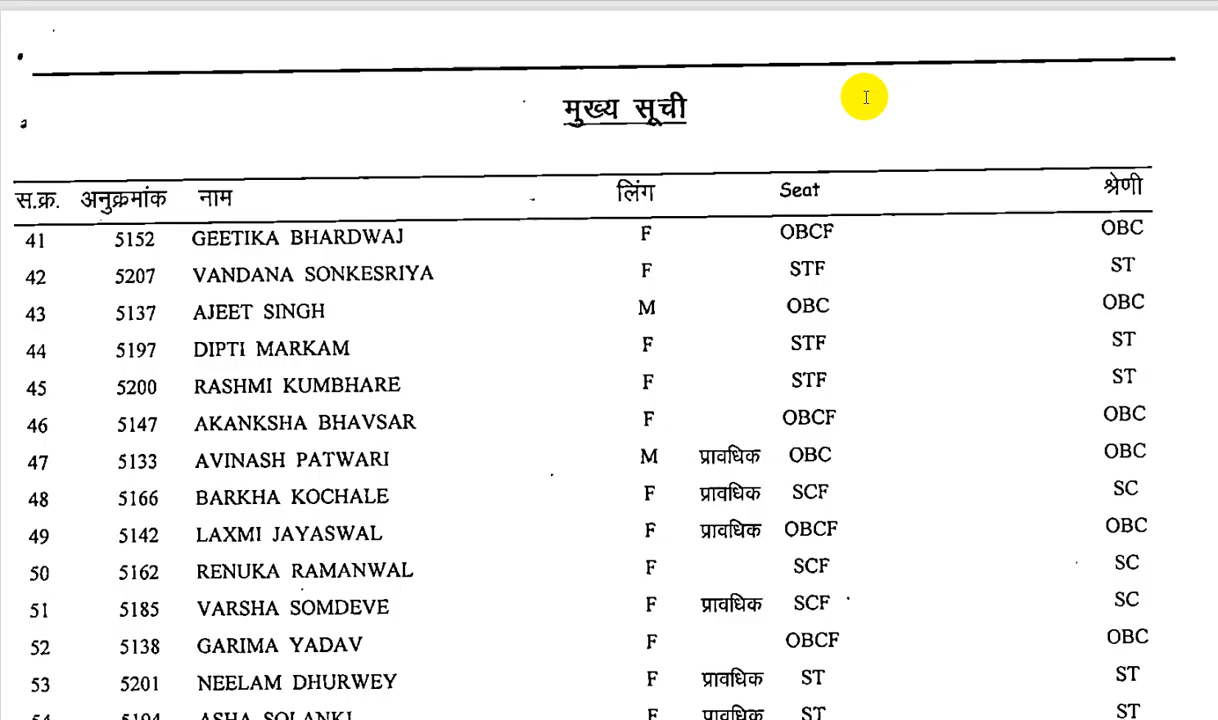 मुख्य सूची
स.क्र. अनुक्रमांक नाम लिंग Seat श्रेणी
41 5152 GEETIKA BHARDWAJ F OBCF OBC
42 5207 VANDANA SONKESRIYA F STF ST
43 5137 AJEET SINGH M OBC OBC
44 5197 DIPTI MARKAM F STF ST
45 5200 RASHMI KUMBHARE F STF ST
46 5147 AKANKSHA BHAVSAR F OBCF OBC
47 5133 AVINASH PATWARI M प्रावधिक OBC OBC
48 5166 BARKHA KOCHALE F प्रावधिक SCF SC
49 5142 LAXMI JAYASWAL F प्रावधिक OBCF OBC
50 5162 RENUKA RAMANWAL F SCF SC
51 5185 VARSHA SOMDEVE F प्रावधिक SCF SC
52 5138 GARIMA YADAV F OBCF OBC
53 5201 NEELAM DHURWEY F प्रावधिक ST ST
54 5194 ASHA SOLANKI F प्रावधिक ST ST